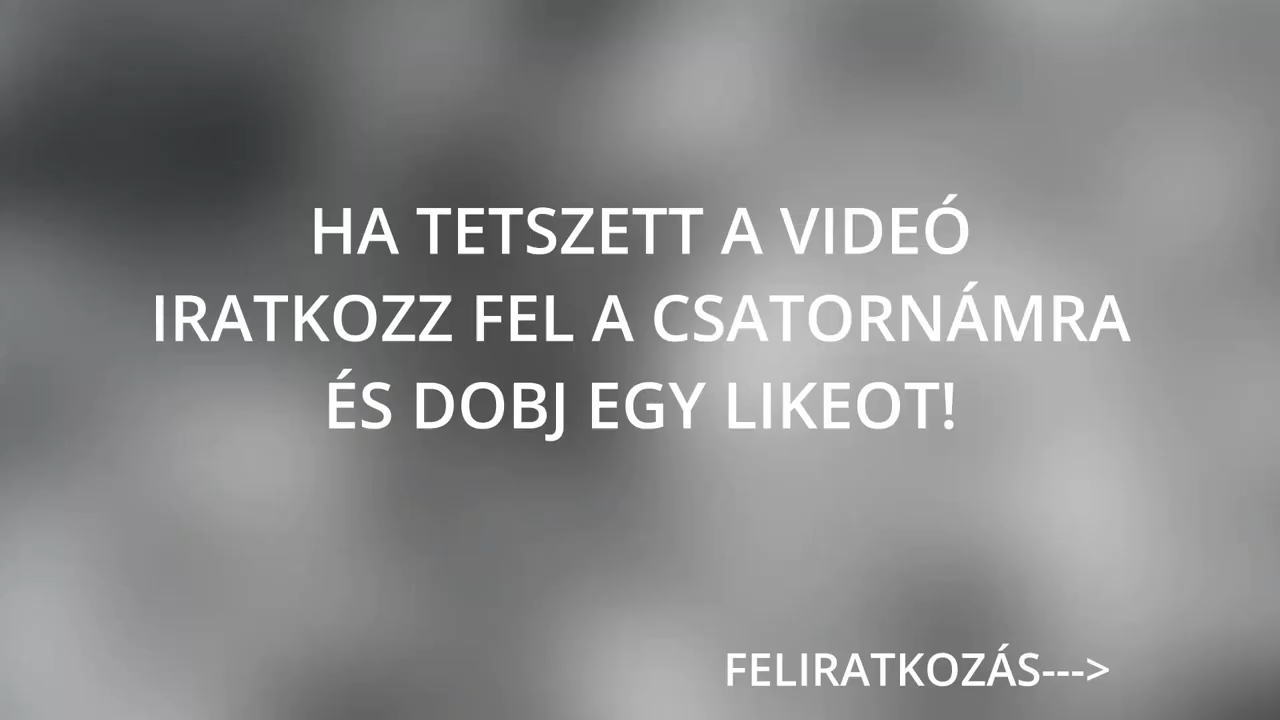 HA TETSZETT A VIDEÓ
IRATKOZZ FEL A CSATORNÁMRA
ÉS DOBJ EGY LIKEOT!
FELIRATKOZÁS--->